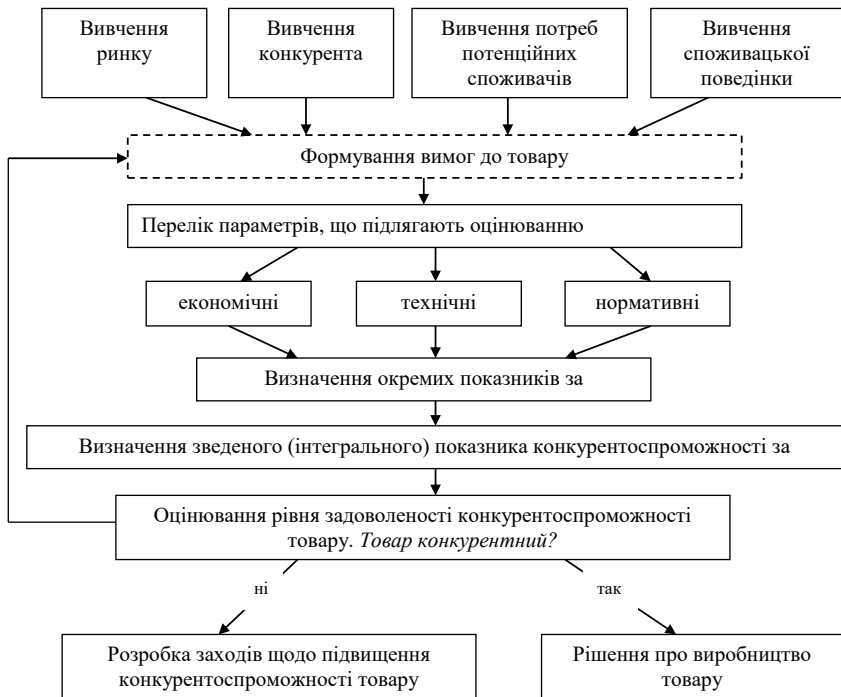 Вивчення
ринку
Вивчення
конкурента
Вивчення потреб
потенційних
споживачів
Вивчення
споживацької
поведінки
Формування вимог до товару
Перелік параметрів, що підлягають оцінюванню
економічні
технічні
нормативні
Визначення окремих показників за
Визначення зведеного (інтегрального) показника конкурентоспроможності за
Оцінювання рівня задоволеності конкурентоспроможності
товару. Товар конкурентний?
ні
так
Розробка заходів щодо підвищення
конкурентоспроможності товару
Рішення про виробництво
товару